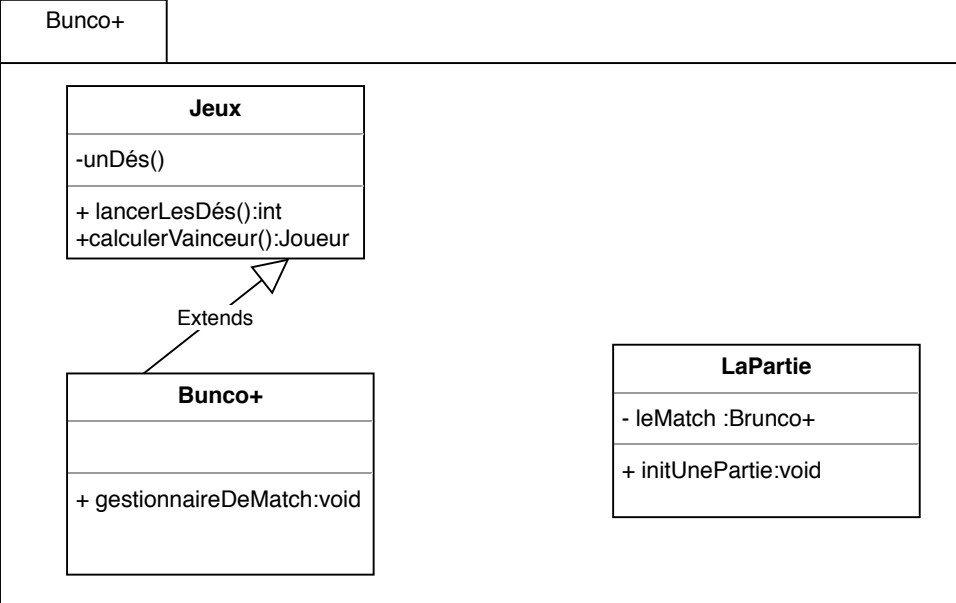 Bunco+
Jeux
-unDés()
+ lancerLesDés():int
+calculerVainceur():Joueur
Extends
Bunco+
+ gestionnaireDeMatch:void
LaPartie
- leMatch :Brunco+
+ initUnePartie:void